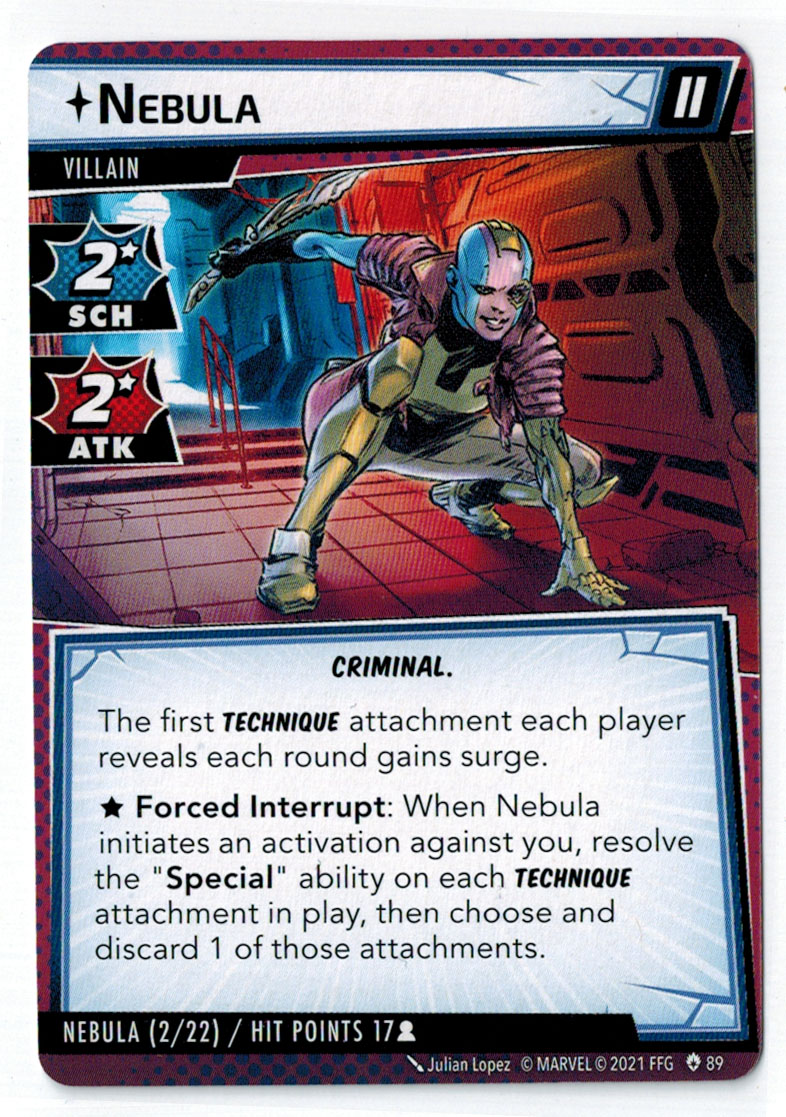 NEBULA
II
VILLAIN
2
SCH
2
ATK
CRIMINAL.
The first TECHNIQUE attachment each player
reveals each round gains surge.
★ Forced Interrupt: When Nebula
initiates an activation against you, resolve
the "Special" ability on each TECHNIQUE
attachment in play, then choose and
discard 1 of those attachments.
NEBULA (2/22) / HIT POINTS 17
Julian Lopez © MARVEL © 2021 FFG 89